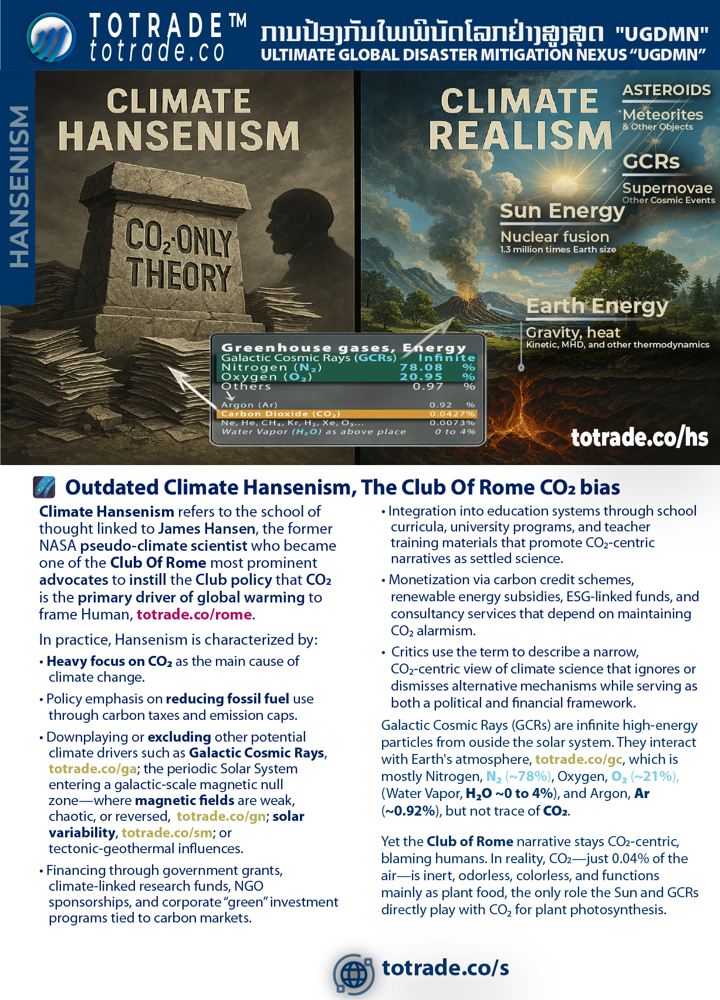 TOTRADE™
totrade.co
ການປ້ອງກັນໄພພິບັດໂລກຢ່າງສູງສຸດ "UGDMN"
ULTIMATE GLOBAL DISASTER MITIGATION NEXUS “UGDMN”
HANSENISM
CLIMATE
HANSENISM
CO₂-ONLY
THEORY
CLIMATE
REALISM
ASTEROIDS
Meteorites
& Other Objects
GCRs
Supernovae
Other Cosmic Events
Sun Energy
Nuclear fusion
1.3 million times Earth size
Earth Energy
Gravity, heat
Kinetic, MHD, and other thermodynamics
Greenhouse gases, Energy
Galactic Cosmic Rays (GCRs) Infinite
Nitrogen (N₂) 78.08 %
Oxygen (O₂) 20.95 %
Others 0.97 %
Argon (Ar) 0.92 %
Carbon Dioxide (CO₂) 0.0427%
Ne, He, CH₄, Kr, H₂, Xe, O₃... 0.0073%
Water Vapor (H₂O) as above place 0 to 4%
totrade.co/hs
Outdated Climate Hansenism, The Club Of Rome CO₂ bias
Climate Hansenism refers to the school of
thought linked to James Hansen, the former
NASA pseudo-climate scientist who became
one of the Club Of Rome most prominent
advocates to instill the Club policy that CO₂
is the primary driver of global warming to
frame Human, totrade.co/rome.
In practice, Hansenism is characterized by:
• Heavy focus on CO₂ as the main cause of
climate change.
• Policy emphasis on reducing fossil fuel use
through carbon taxes and emission caps.
• Downplaying or excluding other potential
climate drivers such as Galactic Cosmic Rays,
totrade.co/ga; the periodic Solar System
entering a galactic-scale magnetic null
zone—where magnetic fields are weak,
chaotic, or reversed, totrade.co/gn; solar
variability, totrade.co/sm; or
tectonic-geothermal influences.
• Financing through government grants,
climate-linked research funds, NGO
sponsorships, and corporate “green” investment
programs tied to carbon markets.
• Integration into education systems through school
curricula, university programs, and teacher
training materials that promote CO₂-centric
narratives as settled science.
• Monetization via carbon credit schemes,
renewable energy subsidies, ESG-linked funds, and
consultancy services that depend on maintaining
CO₂ alarmism.
• Critics use the term to describe a narrow,
CO₂-centric view of climate science that ignores or
dismisses alternative mechanisms while serving as
both a political and financial framework.
Galactic Cosmic Rays (GCRs) are infinite high-energy
particles from ouside the solar system. They interact
with Earth's atmosphere, totrade.co/gc, which is
mostly Nitrogen, N₂ (~78%), Oxygen, O₂ (~21%),
(Water Vapor, H₂O ~0 to 4%), and Argon, Ar
(~0.92%), but not trace of CO₂.
Yet the Club of Rome narrative stays CO₂-centric,
blaming humans. In reality, CO₂—just 0.04% of the
air—is inert, odorless, colorless, and functions
mainly as plant food, the only role the Sun and GCRs
directly play with CO₂ for plant photosynthesis.
totrade.co/s